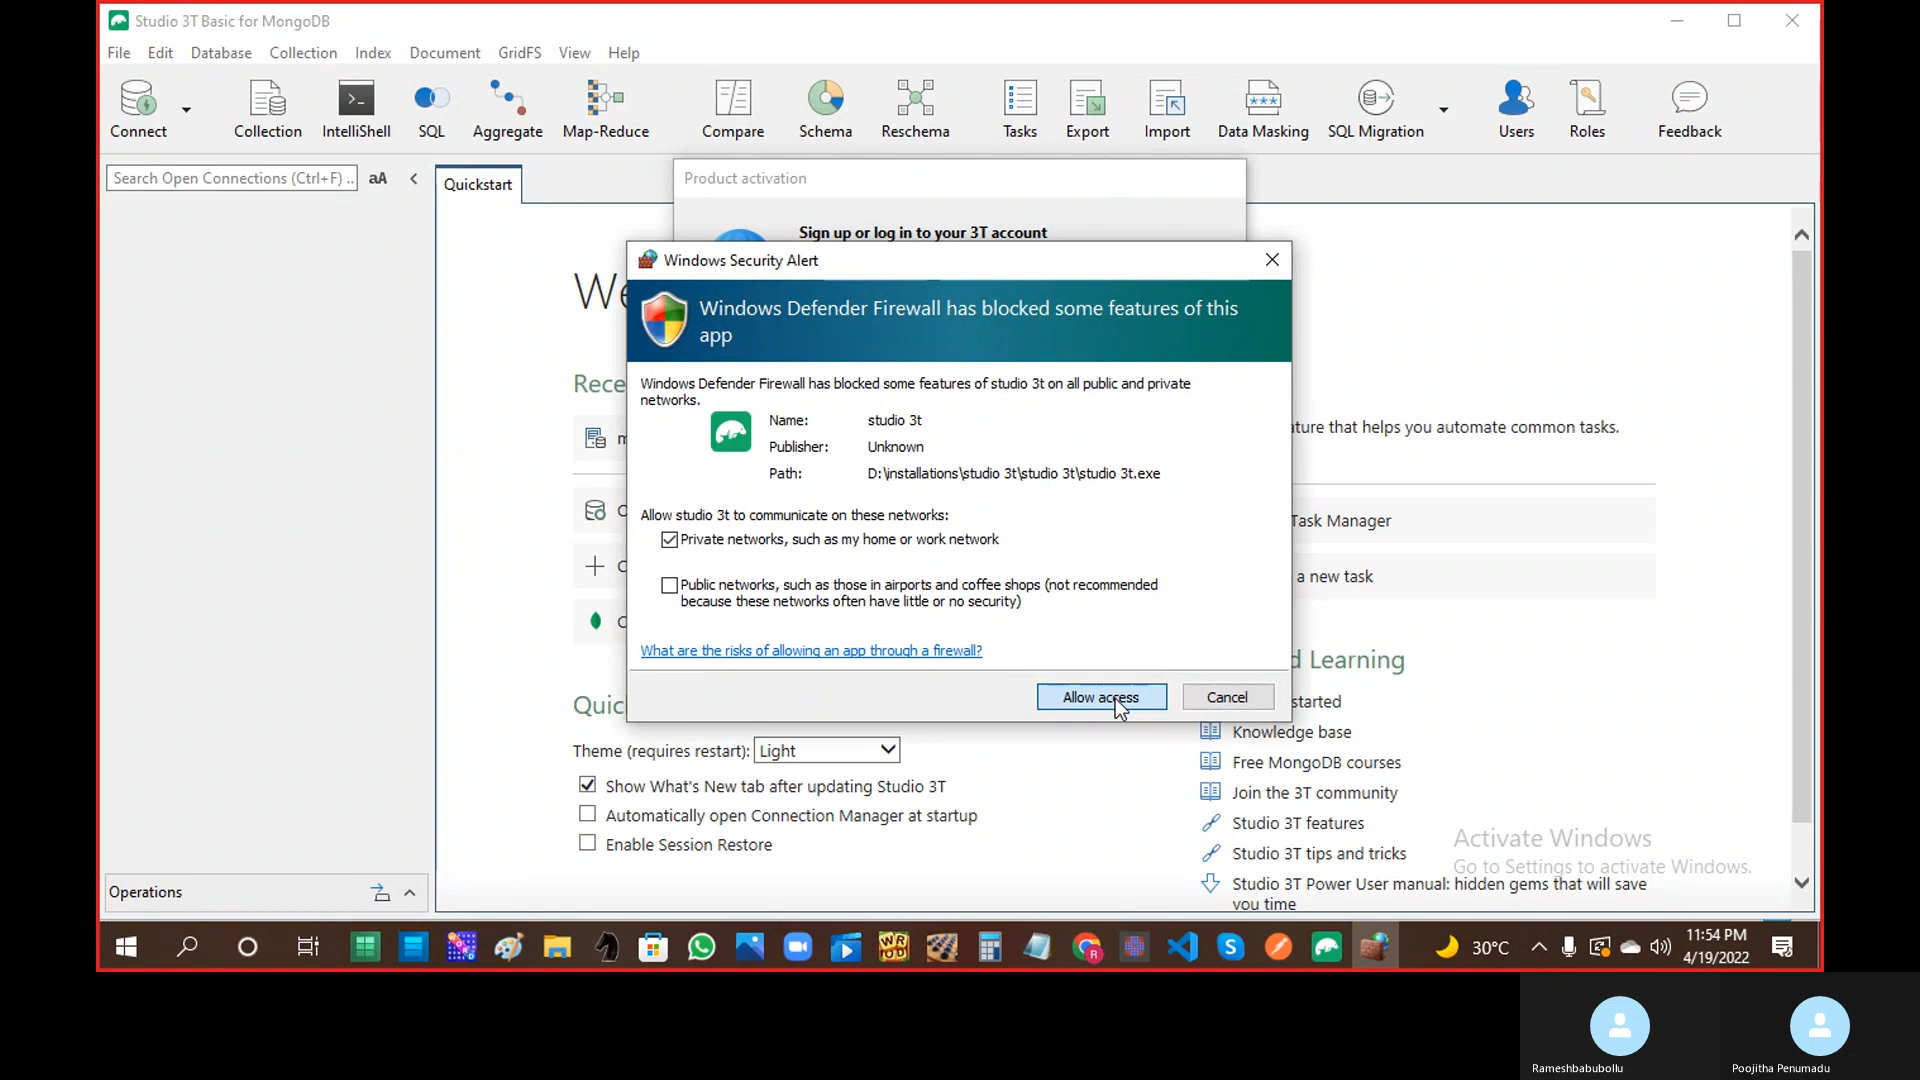 Studio 3T Basic for MongoDB
File Edit Database Collection Index Document GridFS View Help
Connect Collection IntelliShell SQL Aggregate Map-Reduce Compare Schema Reschema Tasks Export Import Data Masking SQL Migration Users Roles Feedback
Search Open Connections (Ctrl+F) ... aA
Quickstart
Product activation
Sign up or log in to your 3T account
Windows Security Alert
Windows Defender Firewall has blocked some features of this
app
Windows Defender Firewall has blocked some features of studio 3t on all public and private
networks.
Name: studio 3t
Publisher: Unknown
Path: D:\installations\studio 3t\studio 3t\studio 3t.exe
Allow studio 3t to communicate on these networks:
Private networks, such as my home or work network
Public networks, such as those in airports and coffee shops (not recommended
because these networks often have little or no security)
What are the risks of allowing an app through a firewall?
Allow access Cancel
We
Rece
ature that helps you automate common tasks.
Task Manager
a new task
d Learning
started
Quic
Theme (requires restart): Light
Show What's New tab after updating Studio 3T
Automatically open Connection Manager at startup
Enable Session Restore
Knowledge base
Free MongoDB courses
Join the 3T community
Studio 3T features
Studio 3T tips and tricks
Studio 3T Power User manual: hidden gems that will save
you time
Activate Windows
Go to Settings to activate Windows.
Operations
30°C
11:54 PM
4/19/2022
Rameshbabubollu
Poojitha Penumadu